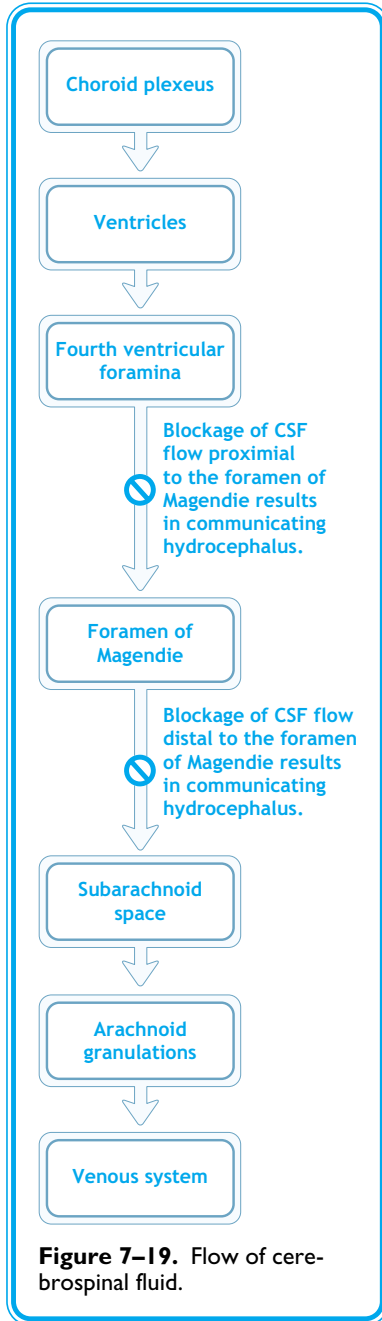 Choroid plexeus
Ventricles
Fourth ventricular
foramina
Blockage of CSF
flow proximial
to the foramen of
Magendie results
in communicating
hydrocephalus.
Foramen of
Magendie
Blockage of CSF flow
distal to the foramen
of Magendie results
in communicating
hydrocephalus.
Subarachnoid
space
Arachnoid
granulations
Venous system
Figure 7–19. Flow of cere-
brospinal fluid.